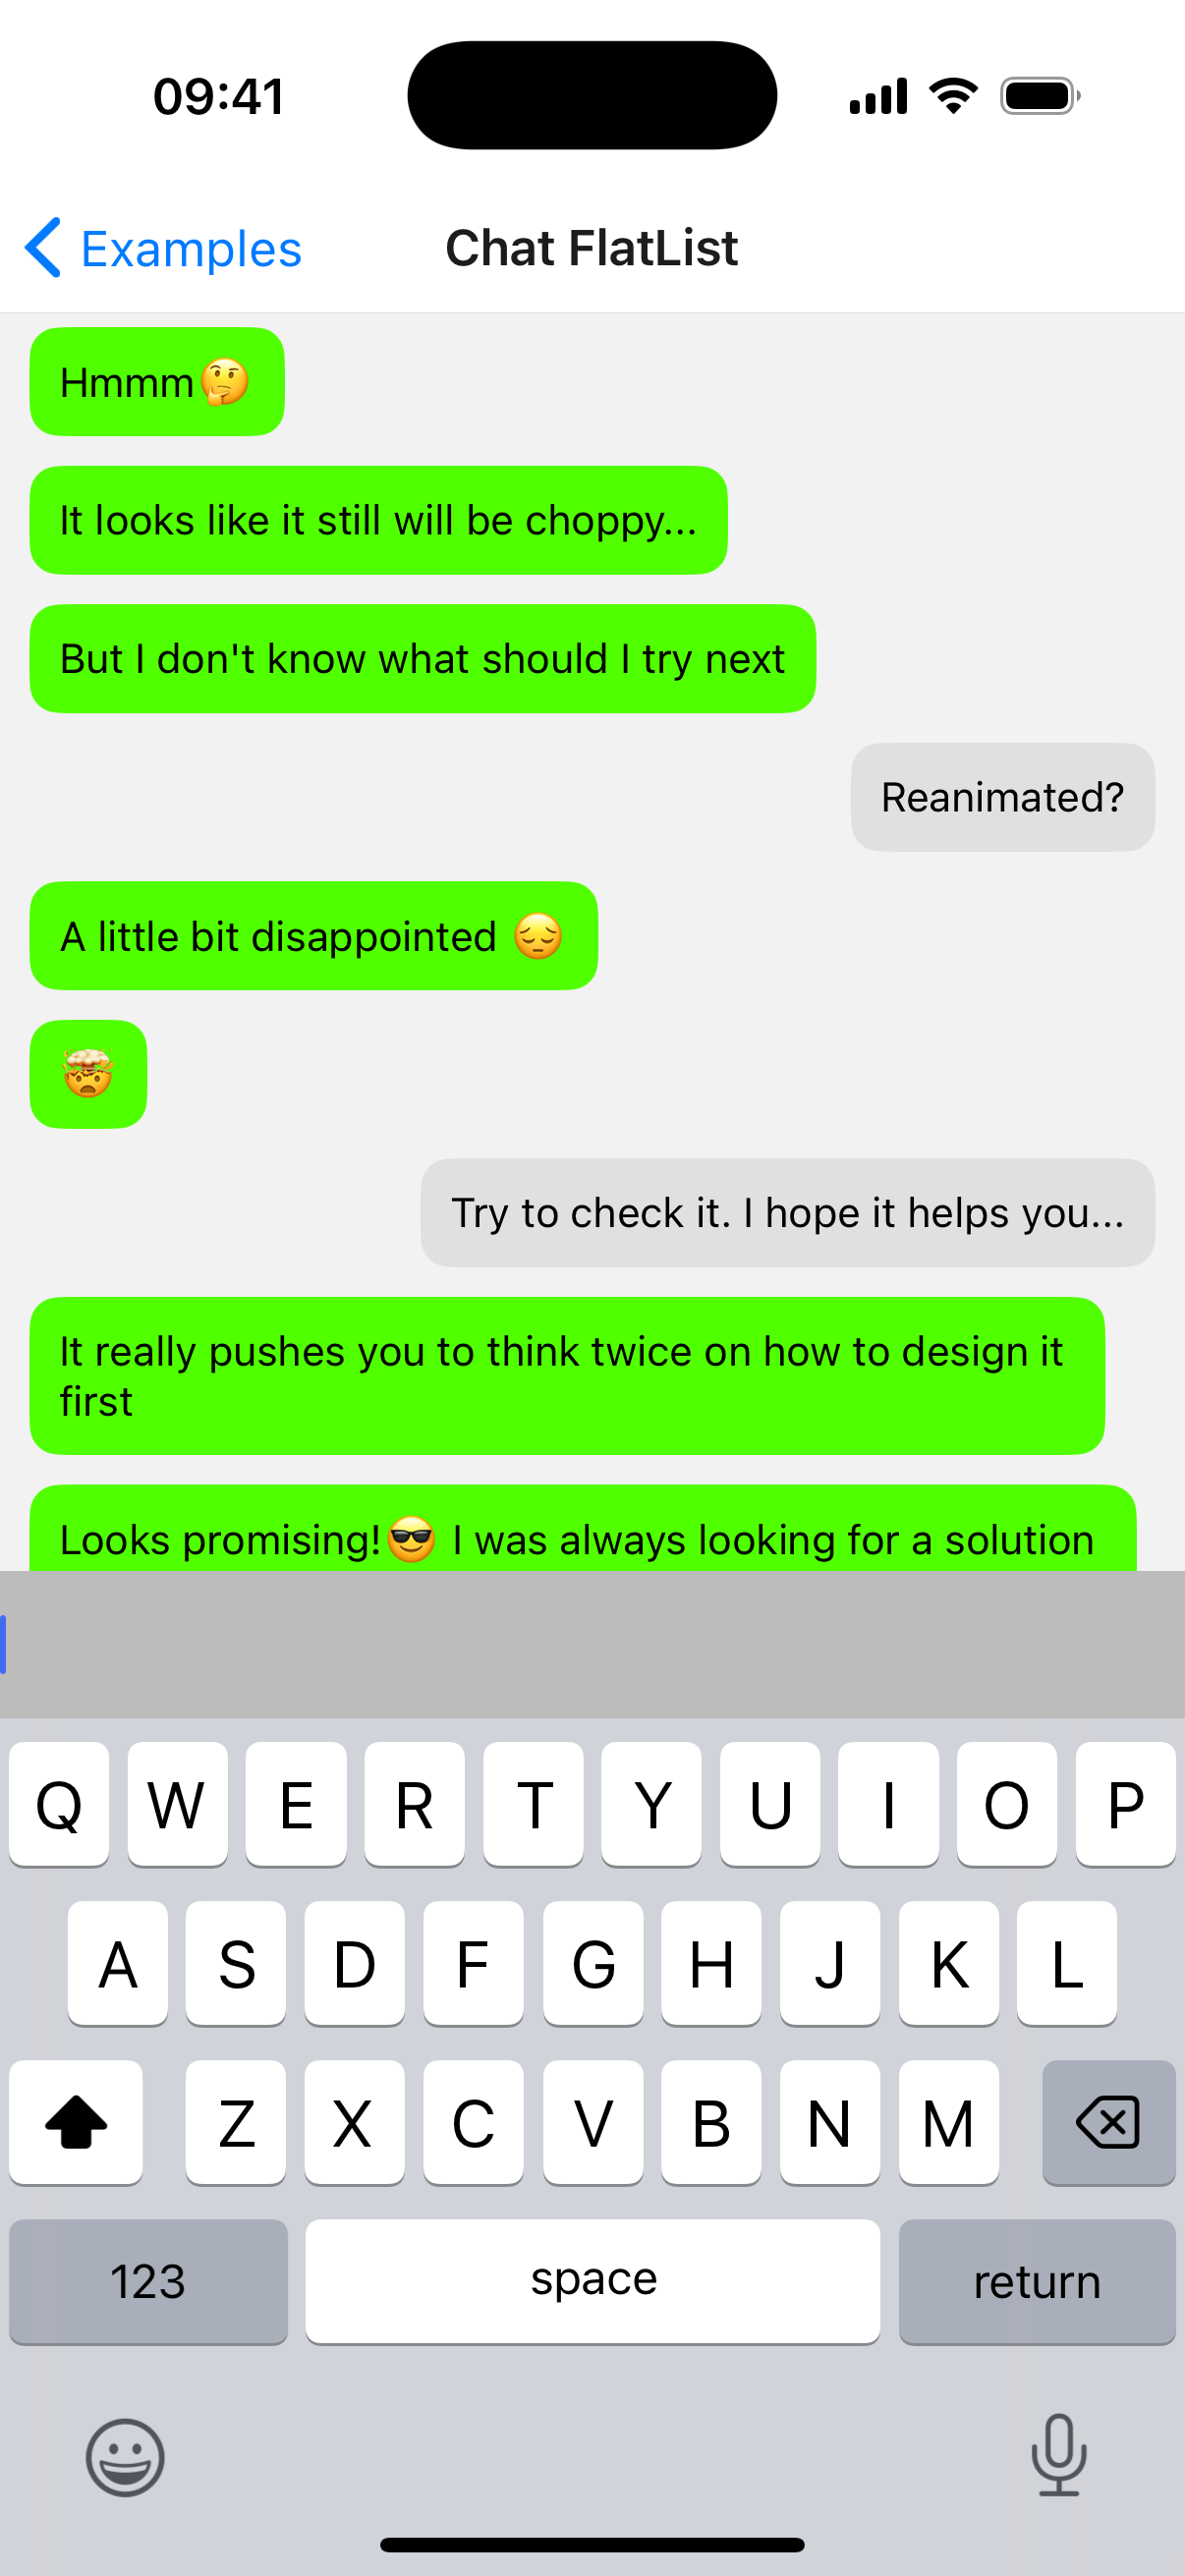 09:41
Examples
Chat FlatList
Hmmm🤔
It looks like it still will be choppy...
But I don't know what should I try next
Reanimated?
A little bit disappointed 😔
🤯
Try to check it. I hope it helps you...
It really pushes you to think twice on how to design it
first
Looks promising!😎 I was always looking for a solution
Q W E R T Y U I O P
A S D F G H J K L
Z X C V B N M
123 space return